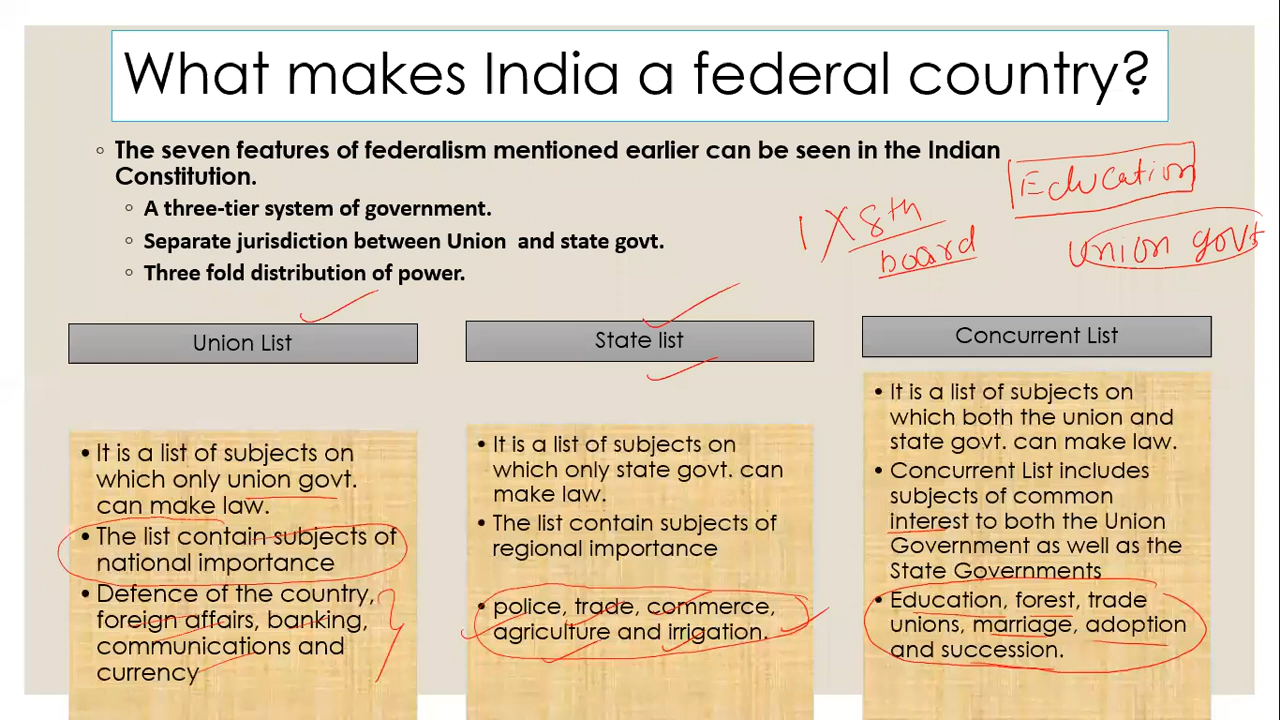 What makes India a federal country?
◦ The seven features of federalism mentioned earlier can be seen in the Indian
Constitution.
◦ A three-tier system of government.
◦ Separate jurisdiction between Union and state govt.
◦ Three fold distribution of power.
Education
Union govt
8th
board
Union List
• It is a list of subjects on
which only union govt.
can make law.
• The list contain subjects of
national importance
• Defence of the country,
foreign affairs, banking,
communications and
currency
State list
• It is a list of subjects on
which only state govt. can
make law.
• The list contain subjects of
regional importance
• police, trade, commerce,
agriculture and irrigation.
Concurrent List
• It is a list of subjects on
which both the union and
state govt. can make law.
• Concurrent List includes
subjects of common
interest to both the Union
Government as well as the
State Governments
• Education, forest, trade
unions, marriage, adoption
and succession.